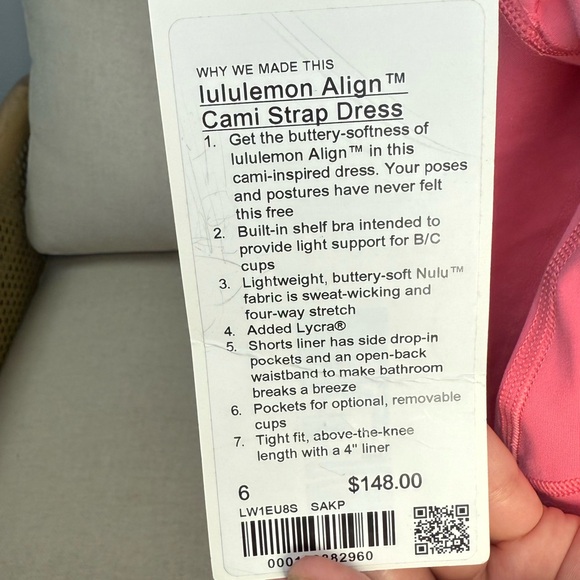 WHY WE MADE THIS
lululemon Align™
Cami Strap Dress
1. Get the buttery-softness of
lululemon Align™ in this
cami-inspired dress. Your poses
and postures have never felt
this free
2. Built-in shelf bra intended to
provide light support for B/C
cups
3. Lightweight, buttery-soft Nulu™
fabric is sweat-wicking and
four-way stretch
4. Added Lycra®
5. Shorts liner has side drop-in
pockets and an open-back
waistband to make bathroom
breaks a breeze
6. Pockets for optional, removable
cups
7. Tight fit, above-the-knee
length with a 4" liner
6 $148.00
LW1EU8S SAKP